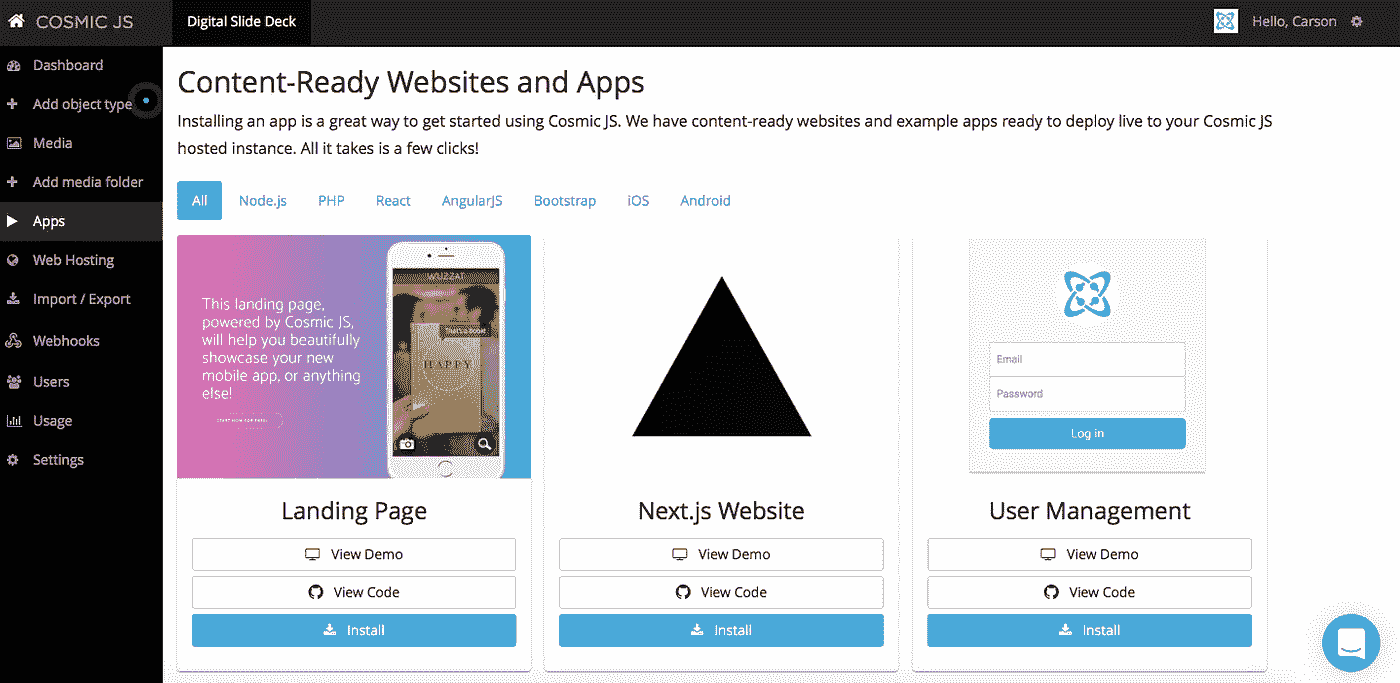 COSMIC JS
Digital Slide Deck
Hello, Carson
Dashboard
Add object type
Media
Add media folder
Apps
Web Hosting
Import / Export
Webhooks
Users
Usage
Settings
Content-Ready Websites and Apps
Installing an app is a great way to get started using Cosmic JS. We have content-ready websites and example apps ready to deploy live to your Cosmic JS
hosted instance. All it takes is a few clicks!
All
Node.js
PHP
React
AngularJS
Bootstrap
iOS
Android
This landing page,
powered by Cosmic JS,
will help you beautifully
showcase your new
mobile app, or anything
else!
START NOW FOR FREE!
WUZZAT
HAPPY
Landing Page
View Demo
View Code
Install
Next.js Website
View Demo
View Code
Install
Email
Password
Log in
User Management
View Demo
View Code
Install